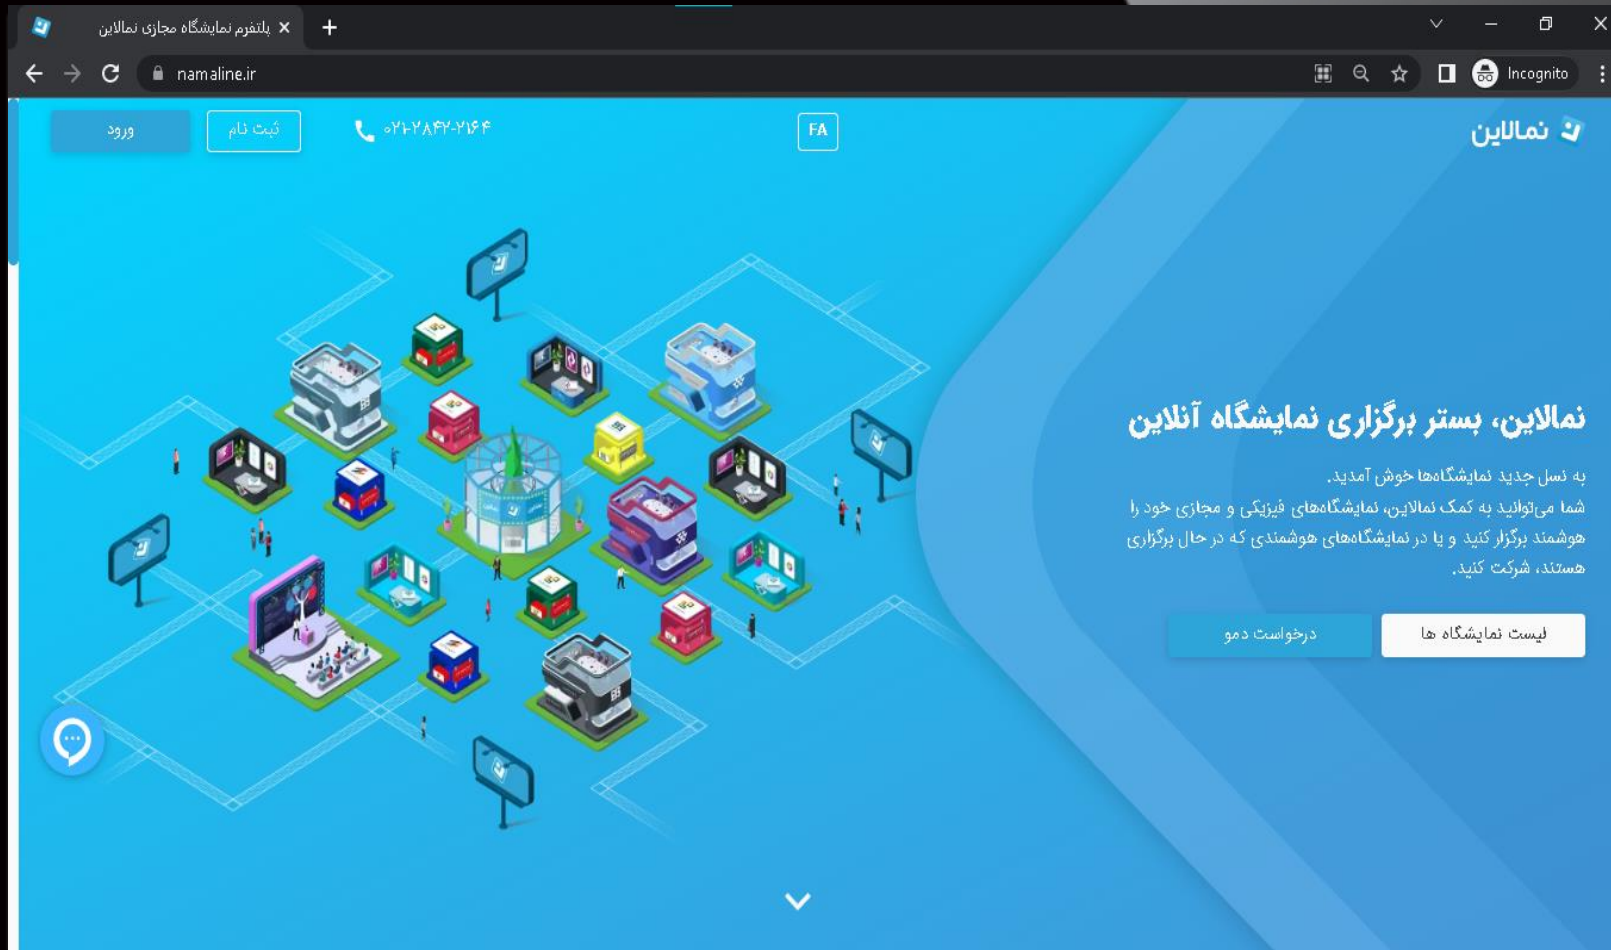 پلتفرم نمایشگاه مجازی نمالاین
namaline.ir
Incognito
نمالاین
FA
۰۲۱-۲۸۴۲-۲۱۶۴
ثبت نام
ورود
نمالاین، بستر برگزاری نمایشگاه آنلاین
به نسل جدید نمایشگاه‌ها خوش آمدید.
شما می‌توانید به کمک نمالاین، نمایشگاه‌های فیزیکی و مجازی خود را
هوشمند برگزار کنید و یا در نمایشگاه‌های هوشمندی که در حال برگزاری
هستند، شرکت کنید.
لیست نمایشگاه ها
درخواست دمو